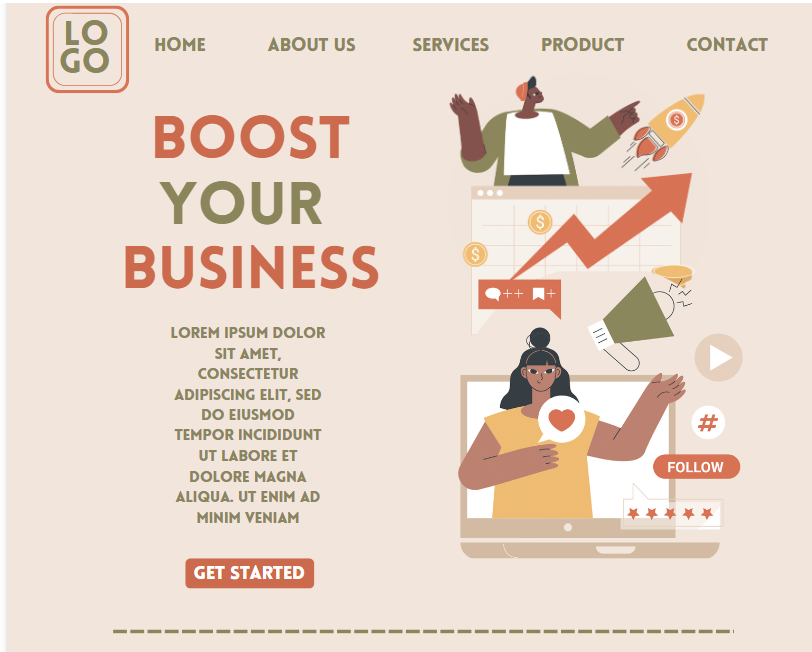 LO
GO
HOME ABOUT US SERVICES PRODUCT CONTACT
BOOST
YOUR
BUSINESS
LOREM IPSUM DOLOR
SIT AMET,
CONSECTETUR
ADIPISCING ELIT, SED
DO EIUSMOD
TEMPOR INCIDIDUNT
UT LABORE ET
DOLORE MAGNA
ALIQUA. UT ENIM AD
MINIM VENIAM
GET STARTED
$
$
$
++
+
#
FOLLOW